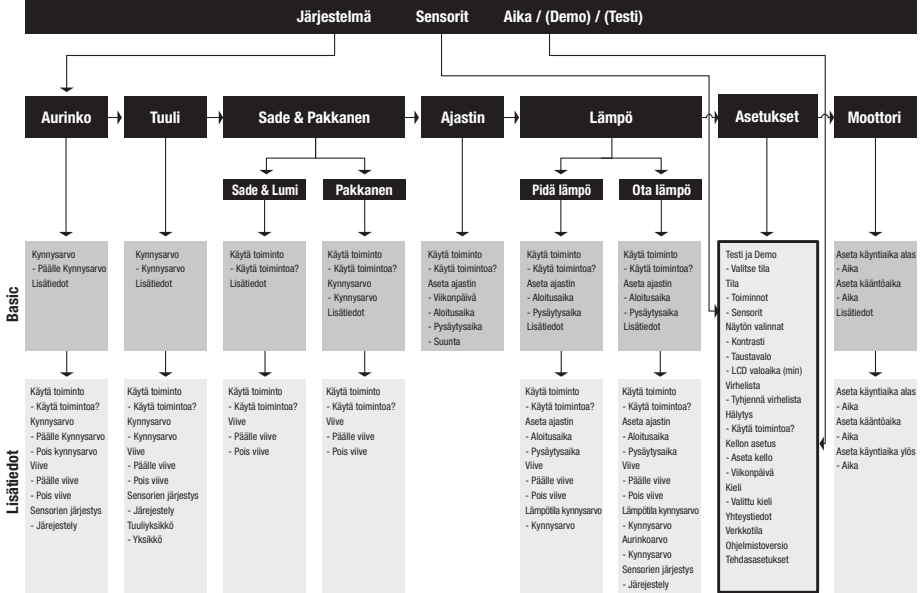 Järjestelmä Sensorit Aika / (Demo) / (Testi)
Aurinko
Tuuli
Sade & Pakkanen
Ajastin
Lämpö
Asetukset
Moottori
Sade & Lumi
Pakkanen
Pidä lämpö
Ota lämpö
Basic
Kynnysarvo
- Päälle Kynnysarvo
Lisätiedot
Kynnysarvo
- Kynnysarvo
Lisätiedot
Käytä toiminto
- Käytä toimintoa?
Lisätiedot
Käytä toiminto
- Käytä toimintoa?
Kynnysarvo
- Kynnysarvo
Lisätiedot
Käytä toiminto
- Käytä toimintoa?
Aseta ajastin
- Viikonpäivä
- Aloitusaika
- Pysäytysaika
- Suunta
Käytä toiminto
- Käytä toimintoa?
Aseta ajastin
- Aloitusaika
- Pysäytysaika
Lisätiedot
Käytä toiminto
- Käytä toimintoa?
Aseta ajastin
- Aloitusaika
- Pysäytysaika
Lisätiedot
Testi ja Demo
- Valitse tila
Tila
- Toiminnot
- Sensorit
Näytön valinnat
- Kontrasti
- Taustavalo
- LCD valoaika (min)
Virhelista
- Tyhjennä virhelista
Hälytys
- Käytä toimintoa?
Kellon asetus
- Aseta kello
- Viikonpäivä
Kieli
- Valittu kieli
Yhteystiedot
Verkkotila
Ohjelmistoversio
Tehdasasetukset
Aseta käyntiaika alas
- Aika
Aseta kääntöaika
- Aika
Lisätiedot
Lisätiedot
Käytä toiminto
- Käytä toimintoa?
Kynnysarvo
- Päälle Kynnysarvo
- Pois kynnysarvo
Viive
- Päälle viive
- Pois viive
Sensorien järjestys
- Järejestely
Käytä toiminto
- Käytä toimintoa?
Kynnysarvo
- Kynnysarvo
Viive
- Päälle viive
- Pois viive
Sensorien järjestys
- Järejestely
Tuuliyksikkö
- Yksikkö
Käytä toiminto
- Käytä toimintoa?
Viive
- Päälle viive
- Pois viive
Käytä toiminto
- Käytä toimintoa?
Viive
- Päälle viive
- Pois viive
Käytä toiminto
- Käytä toimintoa?
Aseta ajastin
- Aloitusaika
- Pysäytysaika
Viive
- Päälle viive
- Pois viive
Lämpötila kynnysarvo
- Kynnysarvo
Käytä toiminto
- Käytä toimintoa?
Aseta ajastin
- Aloitusaika
- Pysäytysaika
Viive
- Päälle viive
- Pois viive
Lämpötila kynnysarvo
- Kynnysarvo
Aurinkoarvo
- Kynnysarvo
Sensorien järjestys
- Järejestely
Aseta käyntiaika alas
- Aika
Aseta kääntöaika
- Aika
Aseta käyntiaika ylös
- Aika